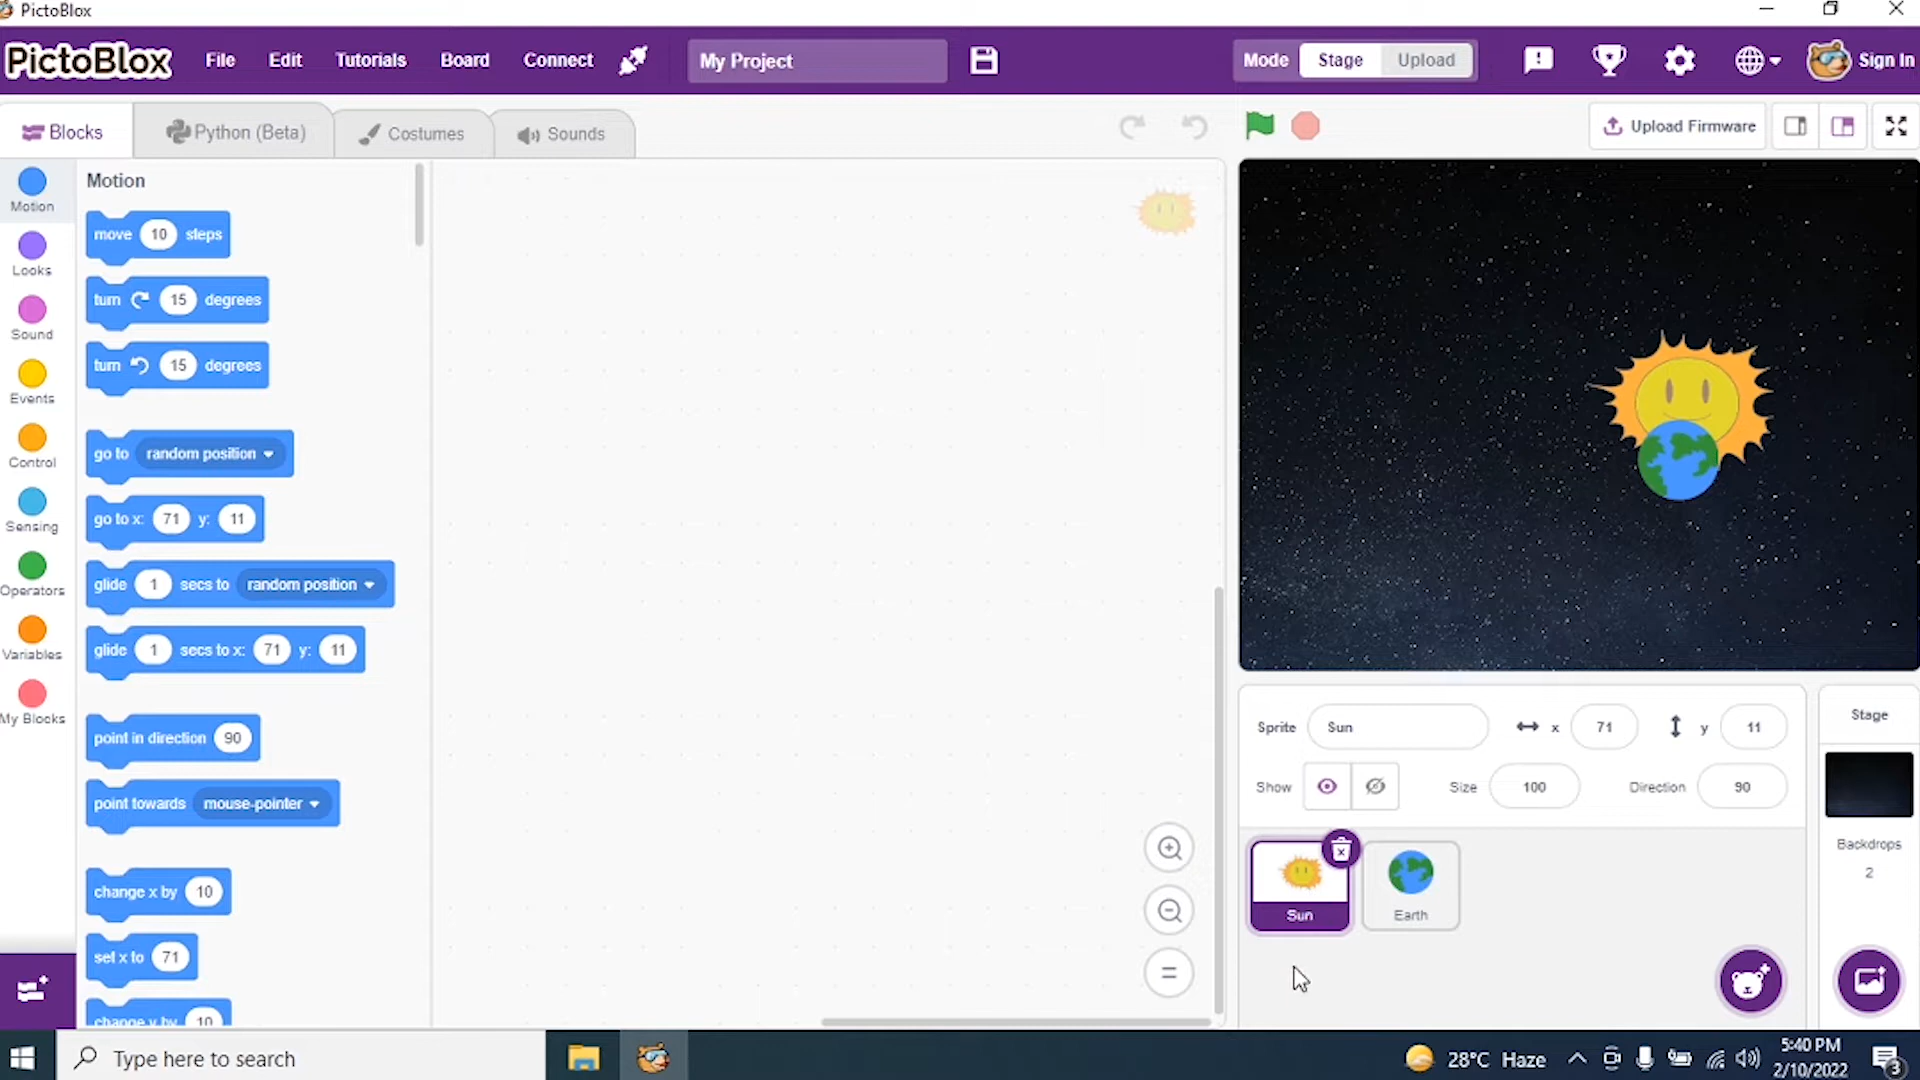 PictoBlox
PictoBlox File Edit Tutorials Board Connect My Project Mode Stage Upload Sign In
Blocks Python (Beta) Costumes Sounds Upload Firmware
Motion
Looks
Sound
Events
Control
Sensing
Operators
Variables
My Blocks
Motion
move 10 steps
turn 15 degrees
turn 15 degrees
go to random position
go to x: 71 y: 11
glide 1 secs to random position
glide 1 secs to x: 71 y: 11
point in direction 90
point towards mouse-pointer
change x by 10
set x to 71
change y by 10
Sprite Sun x 71 y 11
Show Size 100 Direction 90
Sun
Earth
Stage
Backdrops
2
Type here to search
28°C Haze
5:40 PM
2/10/2022
3